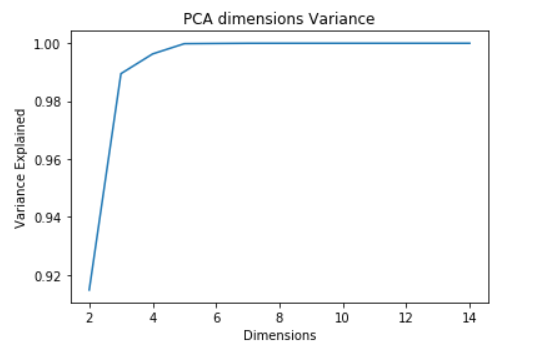 PCA dimensions Variance
1.00
0.98
0.96
0.94
0.92
Variance Explained
2 4 6 8 10 12 14
Dimensions